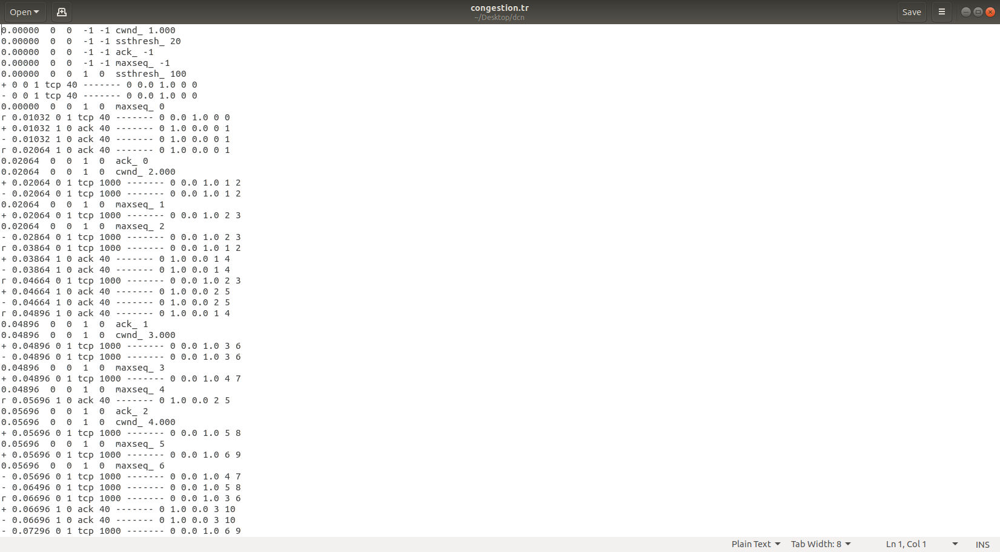 Open
congestion.tr
~/Desktop/dcn
Save
0.00000  0  0  -1 -1 cwnd_ 1.000
0.00000  0  0  -1 -1 ssthresh_ 20
0.00000  0  0  -1 -1 ack_ -1
0.00000  0  0  -1 -1 maxseq_ -1
0.00000  0  0  1  0  ssthresh_ 100
+ 0 0 1 tcp 40 ------- 0 0.0 1.0 0 0
- 0 0 1 tcp 40 ------- 0 0.0 1.0 0 0
0.00000  0  0  1  0  maxseq_ 0
r 0.01032 0 1 tcp 40 ------- 0 0.0 1.0 0 0
+ 0.01032 1 0 ack 40 ------- 0 1.0 0.0 0 1
- 0.01032 1 0 ack 40 ------- 0 1.0 0.0 0 1
r 0.02064 1 0 ack 40 ------- 0 1.0 0.0 0 1
0.02064  0  0  1  0  ack_ 0
0.02064  0  0  1  0  cwnd_ 2.000
+ 0.02064 0 1 tcp 1000 ------- 0 0.0 1.0 1 2
- 0.02064 0 1 tcp 1000 ------- 0 0.0 1.0 1 2
0.02064  0  0  1  0  maxseq_ 1
+ 0.02064 0 1 tcp 1000 ------- 0 0.0 1.0 2 3
0.02064  0  0  1  0  maxseq_ 2
- 0.02864 0 1 tcp 1000 ------- 0 0.0 1.0 2 3
r 0.03864 0 1 tcp 1000 ------- 0 0.0 1.0 1 2
+ 0.03864 1 0 ack 40 ------- 0 1.0 0.0 1 4
- 0.03864 1 0 ack 40 ------- 0 1.0 0.0 1 4
r 0.04664 0 1 tcp 1000 ------- 0 0.0 1.0 2 3
+ 0.04664 1 0 ack 40 ------- 0 1.0 0.0 2 5
- 0.04664 1 0 ack 40 ------- 0 1.0 0.0 2 5
r 0.04896 1 0 ack 40 ------- 0 1.0 0.0 1 4
0.04896  0  0  1  0  ack_ 1
0.04896  0  0  1  0  cwnd_ 3.000
+ 0.04896 0 1 tcp 1000 ------- 0 0.0 1.0 3 6
- 0.04896 0 1 tcp 1000 ------- 0 0.0 1.0 3 6
0.04896  0  0  1  0  maxseq_ 3
+ 0.04896 0 1 tcp 1000 ------- 0 0.0 1.0 4 7
0.04896  0  0  1  0  maxseq_ 4
r 0.05696 1 0 ack 40 ------- 0 1.0 0.0 2 5
0.05696  0  0  1  0  ack_ 2
0.05696  0  0  1  0  cwnd_ 4.000
+ 0.05696 0 1 tcp 1000 ------- 0 0.0 1.0 5 8
0.05696  0  0  1  0  maxseq_ 5
+ 0.05696 0 1 tcp 1000 ------- 0 0.0 1.0 6 9
0.05696  0  0  1  0  maxseq_ 6
- 0.05696 0 1 tcp 1000 ------- 0 0.0 1.0 4 7
- 0.06496 0 1 tcp 1000 ------- 0 0.0 1.0 5 8
r 0.06696 0 1 tcp 1000 ------- 0 0.0 1.0 3 6
+ 0.06696 1 0 ack 40 ------- 0 1.0 0.0 3 10
- 0.06696 1 0 ack 40 ------- 0 1.0 0.0 3 10
- 0.07296 0 1 tcp 1000 ------- 0 0.0 1.0 6 9
Plain Text  Tab Width: 8  Ln 1, Col 1  INS